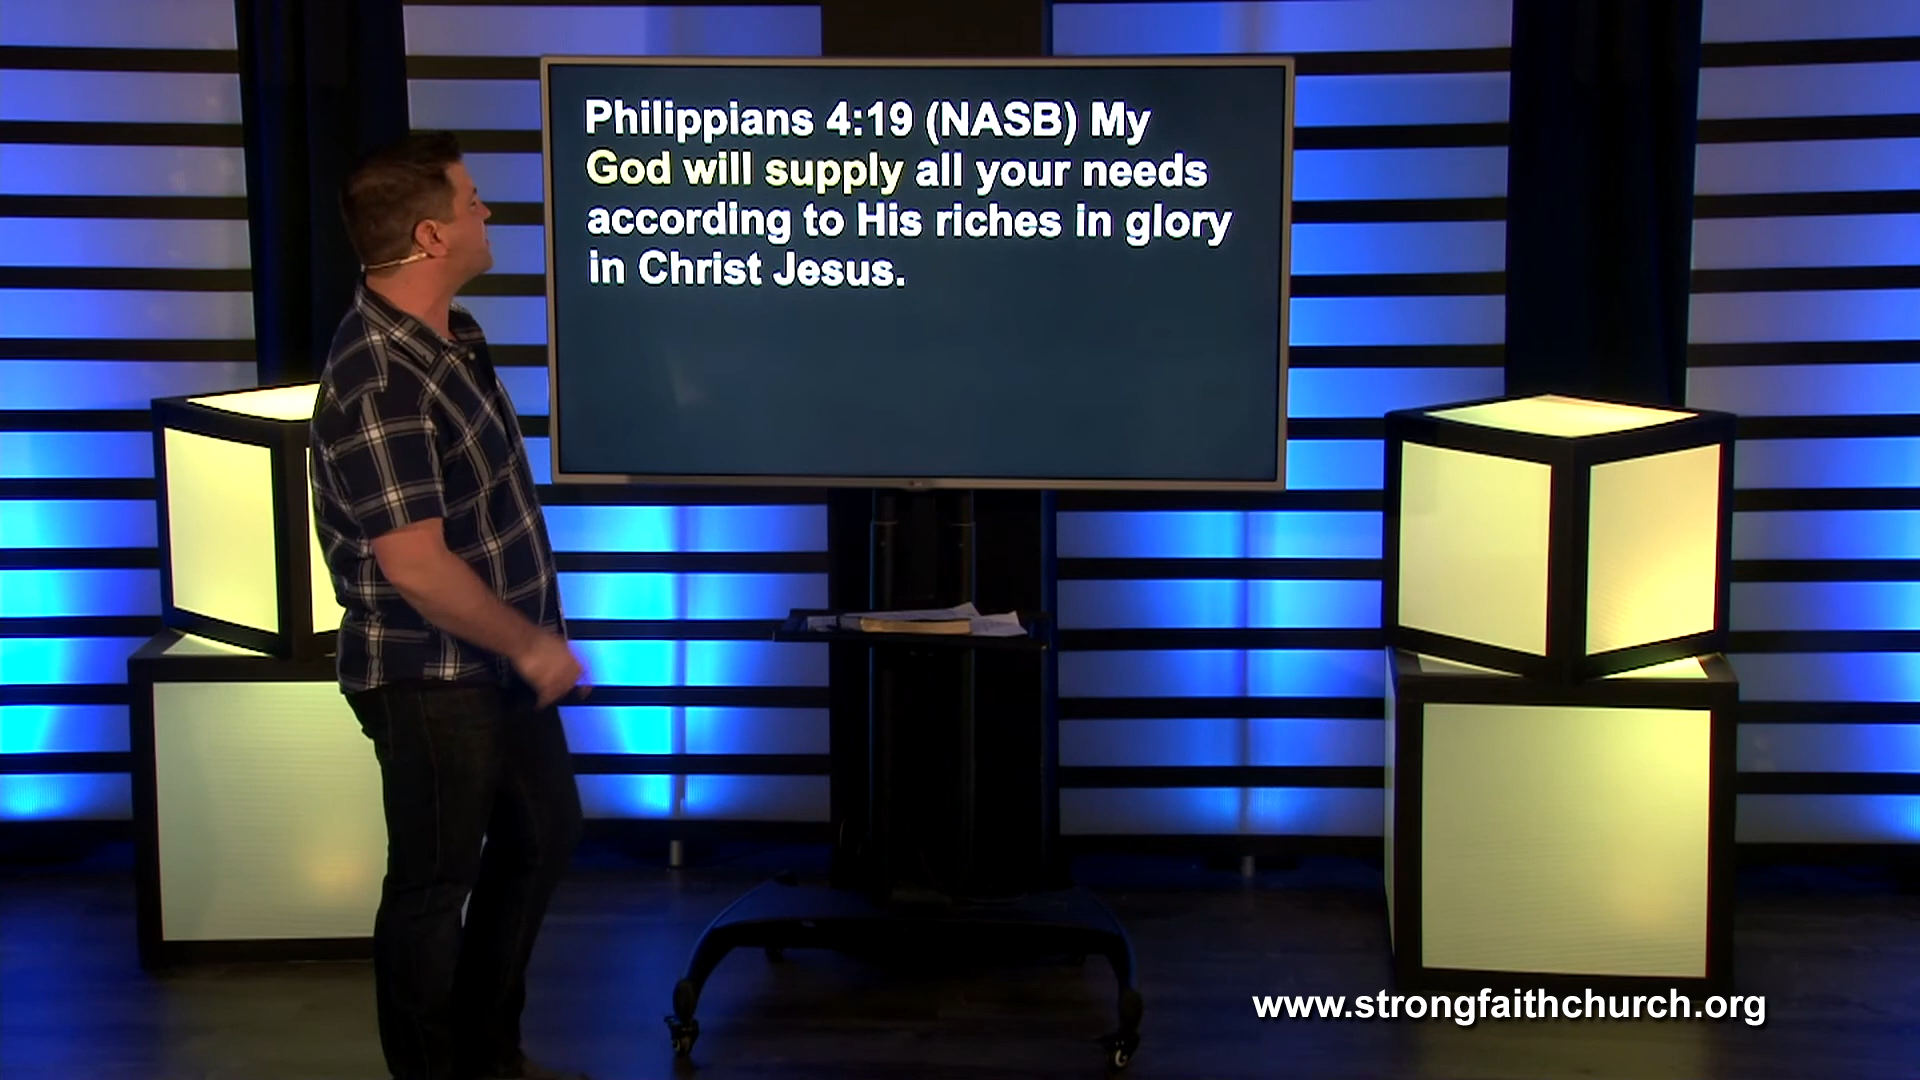 Philippians 4:19 (NASB) My
God will supply all your needs
according to His riches in glory
in Christ Jesus.
www.strongfaithchurch.org